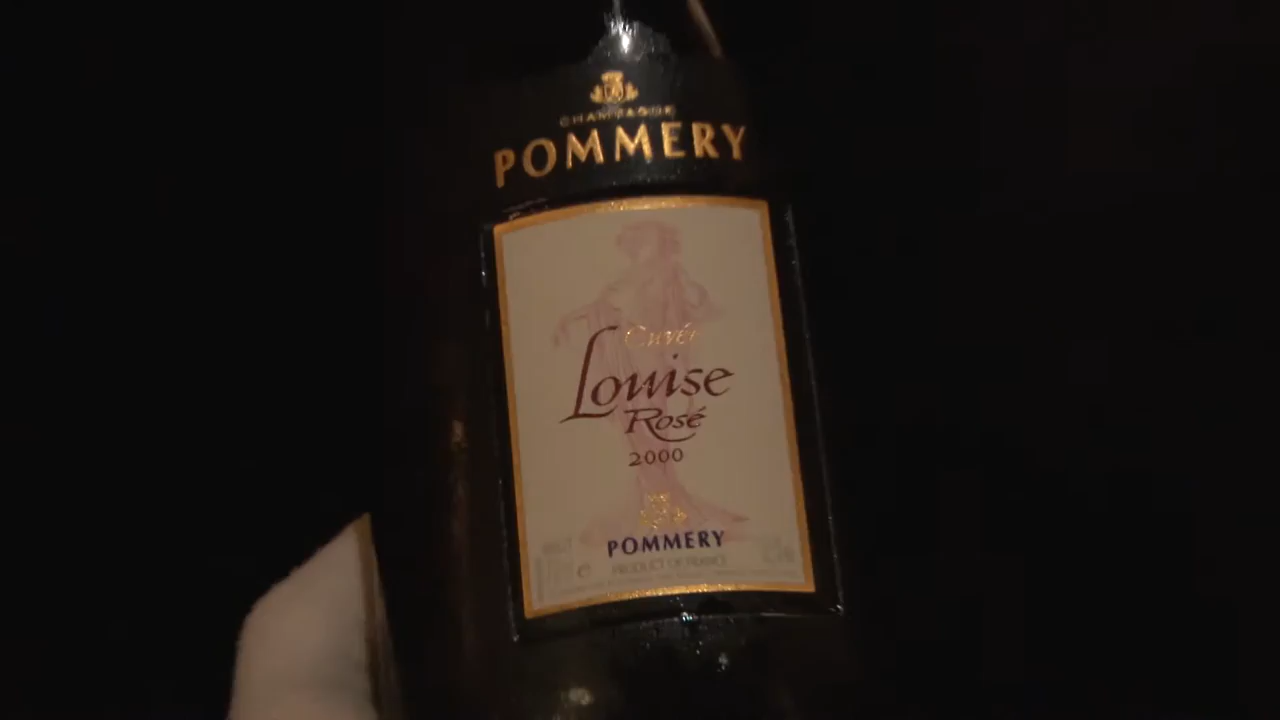 CHAMPAGNE
POMMERY
Cuvée
Louise
Rosé
2000
POMMERY
PRODUCT OF FRANCE